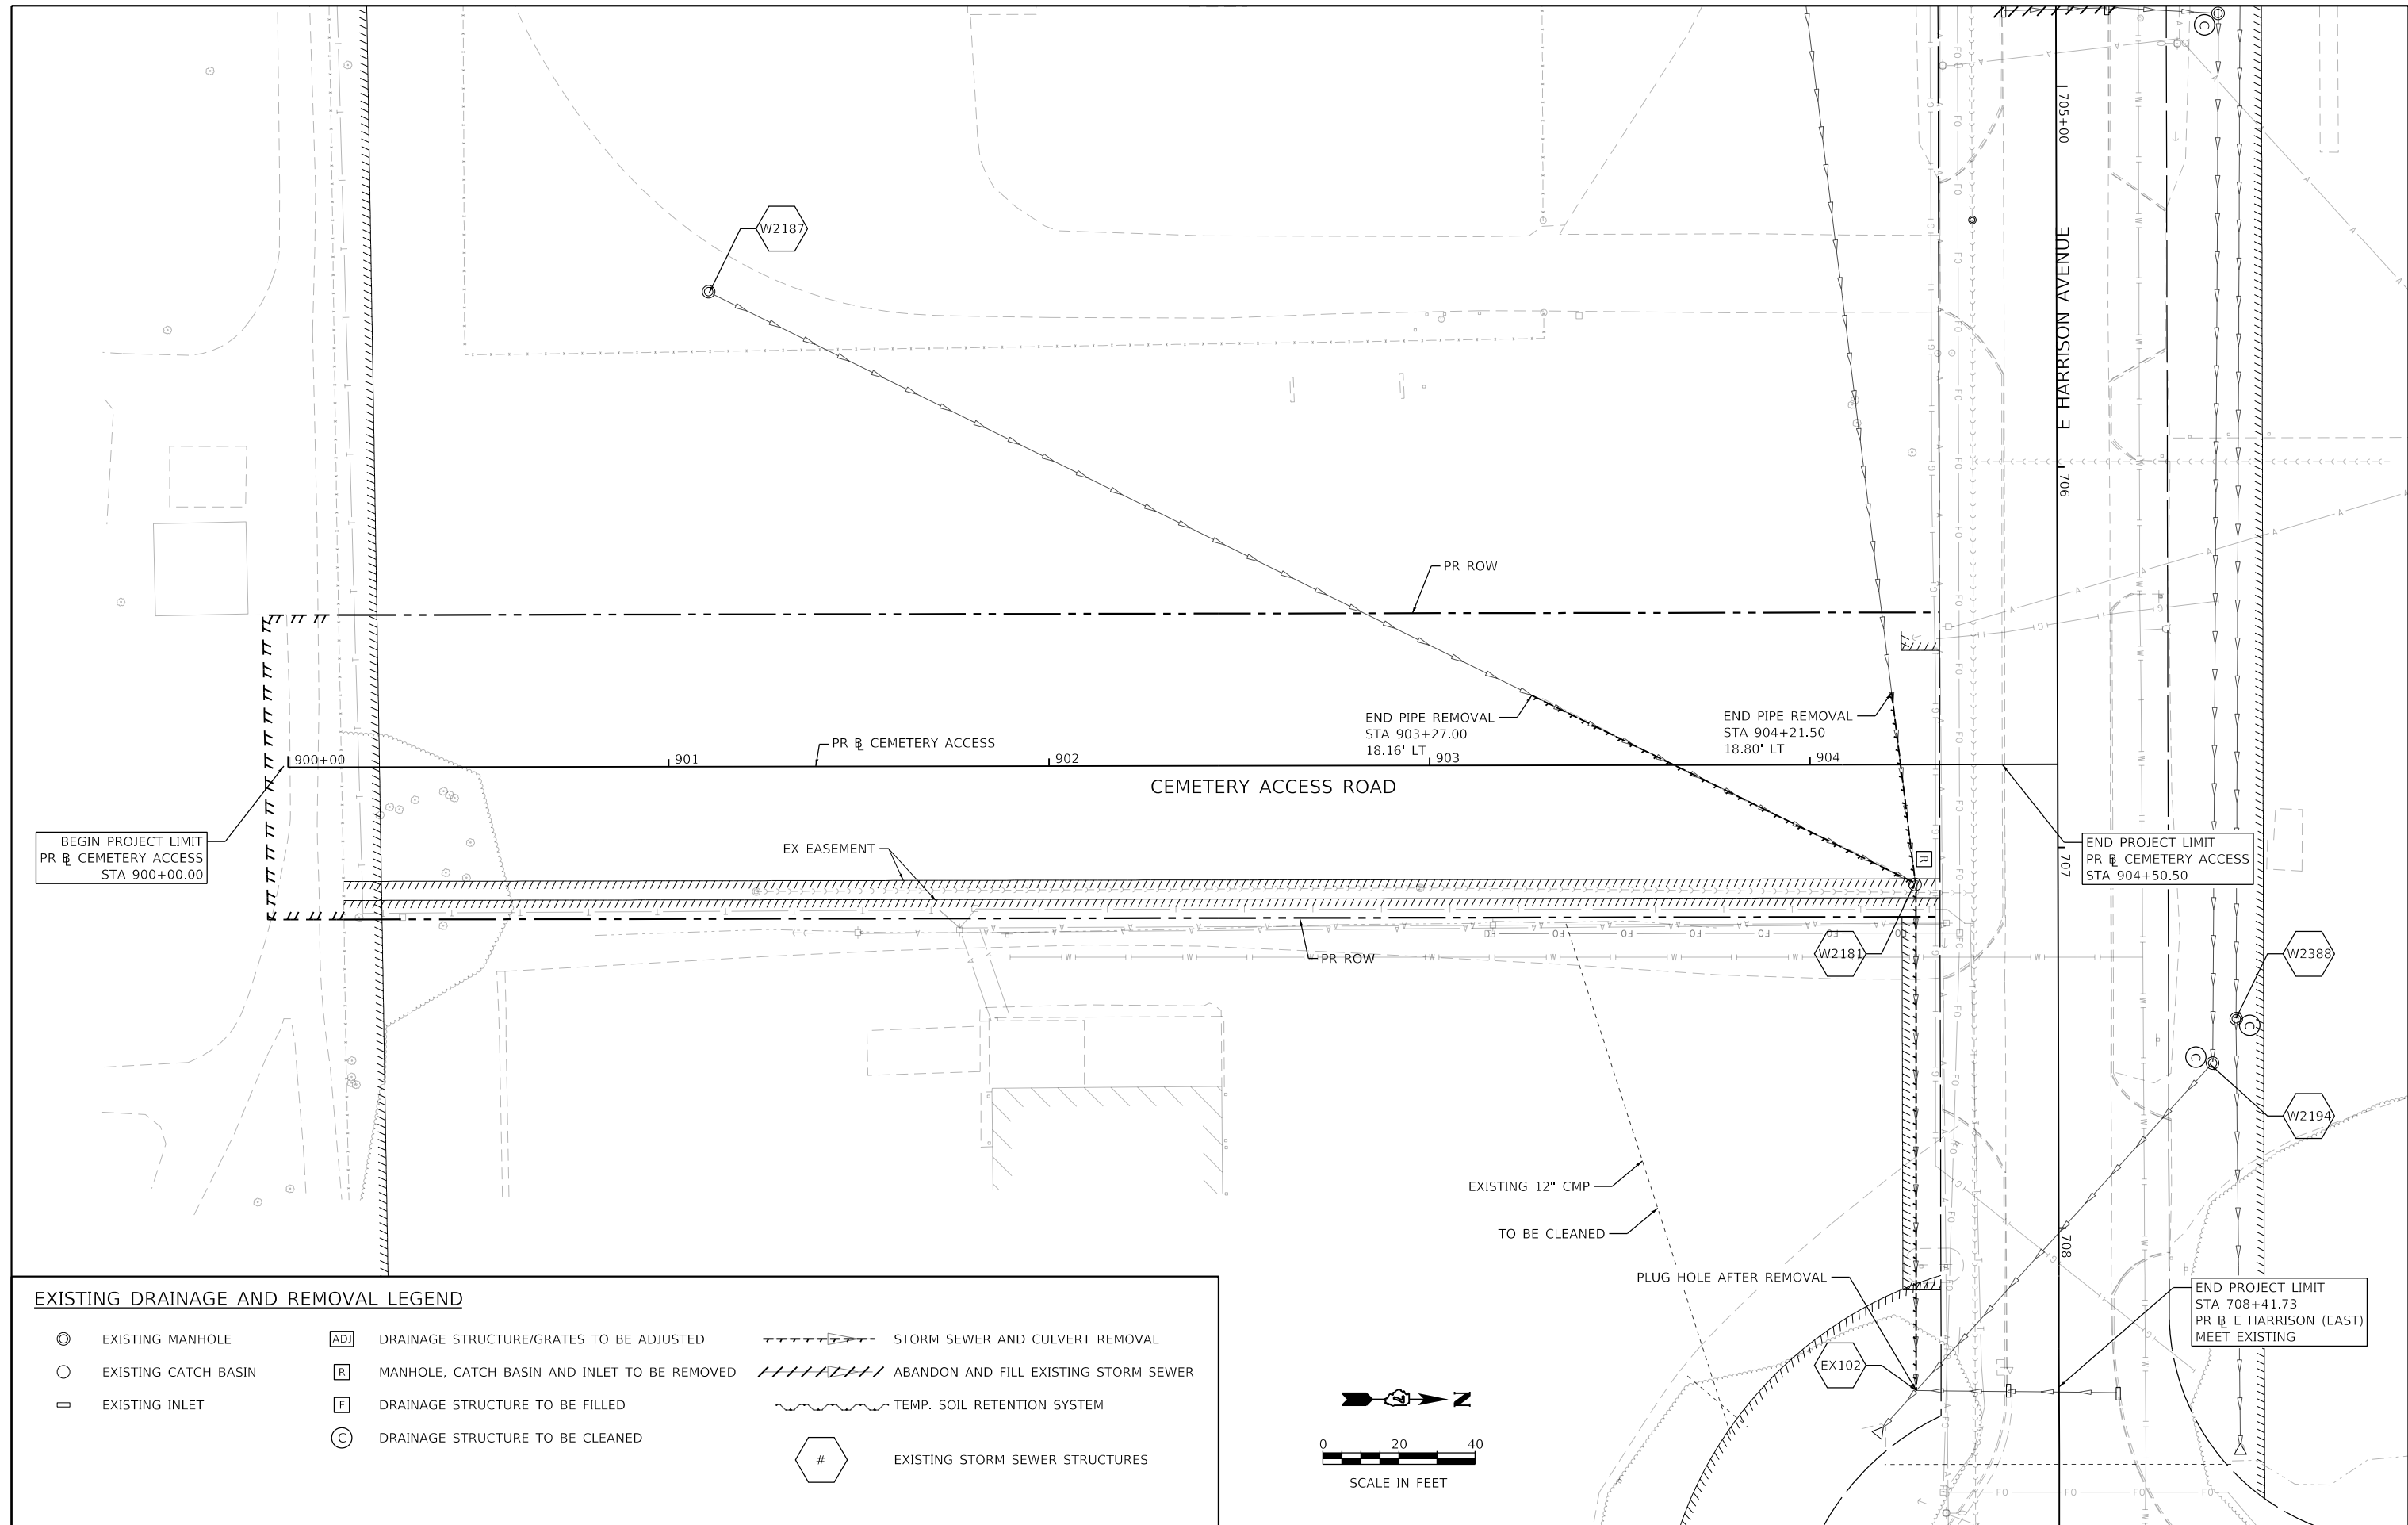 C
705+00
E HARRISON AVENUE
W2187
706
PR ROW
END PIPE REMOVAL
STA 903+27.00
18.16' LT
END PIPE REMOVAL
STA 904+21.50
18.80' LT
PR BL CEMETERY ACCESS
900+00
901
902
903
904
CEMETERY ACCESS ROAD
BEGIN PROJECT LIMIT
PR BL CEMETERY ACCESS
STA 900+00.00
EX EASEMENT
R
707
END PROJECT LIMIT
PR BL CEMETERY ACCESS
STA 904+50.50
PR ROW
W2181
W2388
C
C
W2194
EXISTING 12" CMP
TO BE CLEANED
708
PLUG HOLE AFTER REMOVAL
EX102
END PROJECT LIMIT
STA 708+41.73
PR BL E HARRISON (EAST)
MEET EXISTING
EXISTING DRAINAGE AND REMOVAL LEGEND
EXISTING MANHOLE
EXISTING CATCH BASIN
EXISTING INLET
ADJ DRAINAGE STRUCTURE/GRATES TO BE ADJUSTED
R MANHOLE, CATCH BASIN AND INLET TO BE REMOVED
F DRAINAGE STRUCTURE TO BE FILLED
C DRAINAGE STRUCTURE TO BE CLEANED
STORM SEWER AND CULVERT REMOVAL
ABANDON AND FILL EXISTING STORM SEWER
TEMP. SOIL RETENTION SYSTEM
# EXISTING STORM SEWER STRUCTURES
N
0 20 40
SCALE IN FEET